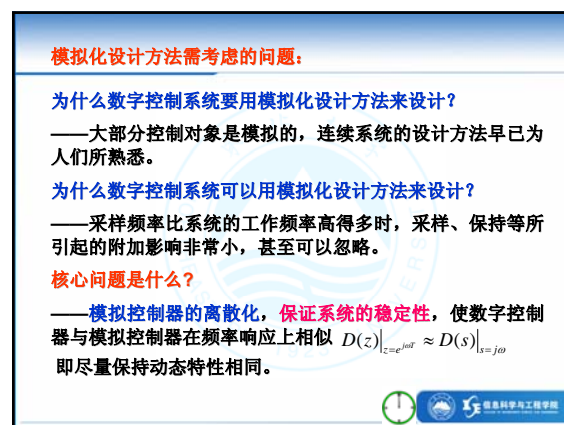 模拟化设计方法需考虑的问题：
为什么数字控制系统要用模拟化设计方法来设计？
——大部分控制对象是模拟的，连续系统的设计方法早已为
人们所熟悉。
为什么数字控制系统可以用模拟化设计方法来设计？
——采样频率比系统的工作频率高得多时，采样、保持等所
引起的附加影响非常小，甚至可以忽略。
核心问题是什么?
——模拟控制器的离散化，保证系统的稳定性，使数字控制
器与模拟控制器在频率响应上相似 D(z)|_{z=e^{jωT}} ≈ D(s)|_{s=jω}
即尽量保持动态特性相同。
信息科学与工程学院